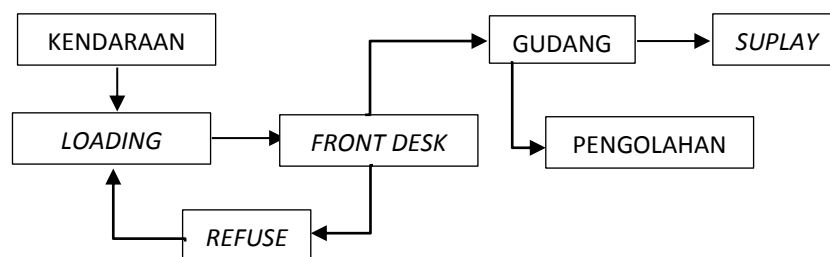 KENDARAAN
GUDANG
SUPLAY
LOADING
FRONT DESK
PENGOLAHAN
REFUSE